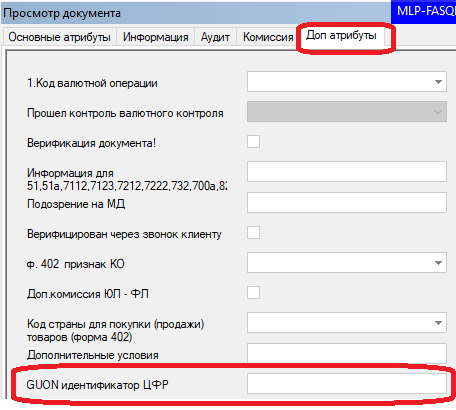 Просмотр документа
MLP-FASQL
Основные атрибуты Информация Аудит Комиссия Доп атрибуты
1.Код валютной операции
Прошел контроль валютного контроля
Верификация документа!
Информация для
51,51а,7112,7123,7212,7222,732,700а,82
Подозрение на МД
Верифицирован через звонок клиенту
ф. 402 признак КО
Доп.комиссия ЮЛ - ФЛ
Код страны для покупки (продажи)
товаров (форма 402)
Дополнительные условия
GUON идентификатор ЦФР